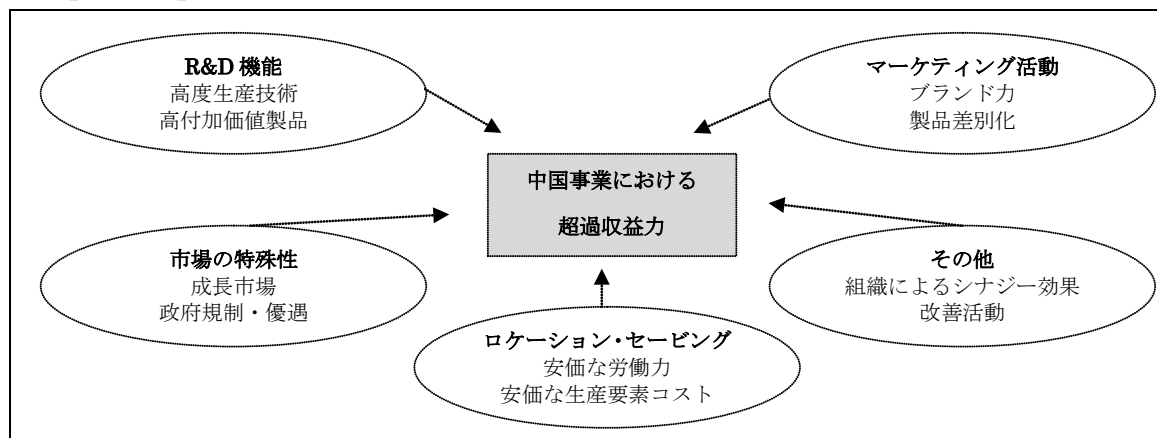 R&D 機能
高度生産技術
高付加価値製品
マーケティング活動
ブランド力
製品差別化
中国事業における
超過収益力
市場の特殊性
成長市場
政府規制・優遇
その他
組織によるシナジー効果
改善活動
ロケーション・セービング
安価な労働力
安価な生産要素コスト